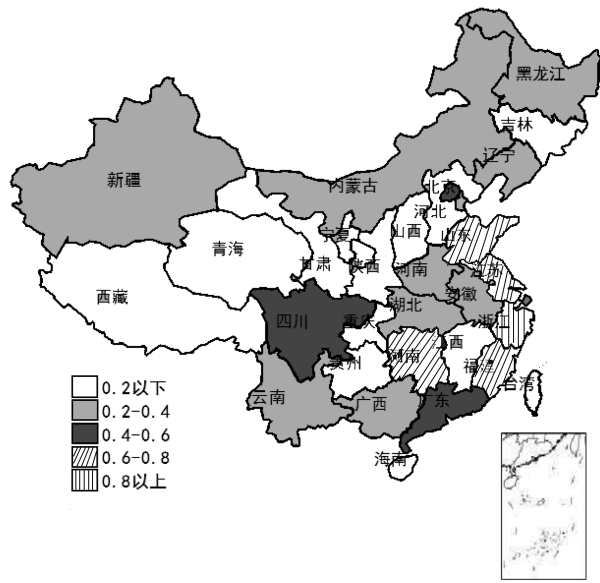 黑龙江
吉林
辽宁
新疆
内蒙古
北京
河北
宁夏
山西
山东
青海
甘肃
陕西
河南
江苏
西藏
安徽
湖北
四川
重庆
浙江
江西
湖南
贵州
福建
台湾
云南
广西
广东
海南
0.2以下
0.2-0.4
0.4-0.6
0.6-0.8
0.8以上